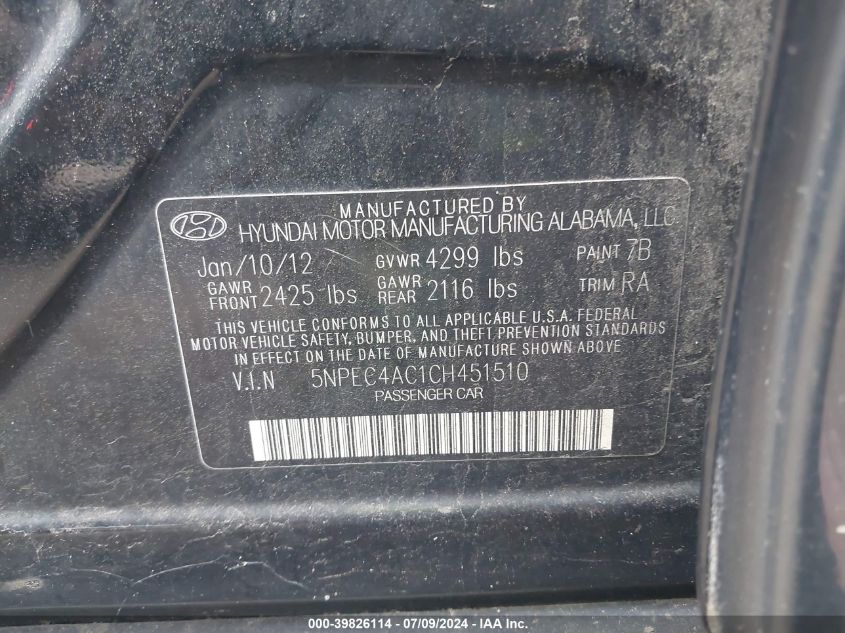 MANUFACTURED BY
HYUNDAI MOTOR MANUFACTURING ALABAMA, LLC
Jan/10/12 GVWR 4299 lbs PAINT 7B
GAWR FRONT 2425 lbs GAWR REAR 2116 lbs TRIM RA
THIS VEHICLE CONFORMS TO ALL APPLICABLE U.S.A. FEDERAL
MOTOR VEHICLE SAFETY, BUMPER, AND THEFT PREVENTION STANDARDS
IN EFFECT ON THE DATE OF MANUFACTURE SHOWN ABOVE
V.I.N 5NPEC4AC1CH451510
PASSENGER CAR
000-39826114 - 07/09/2024 - IAA Inc.